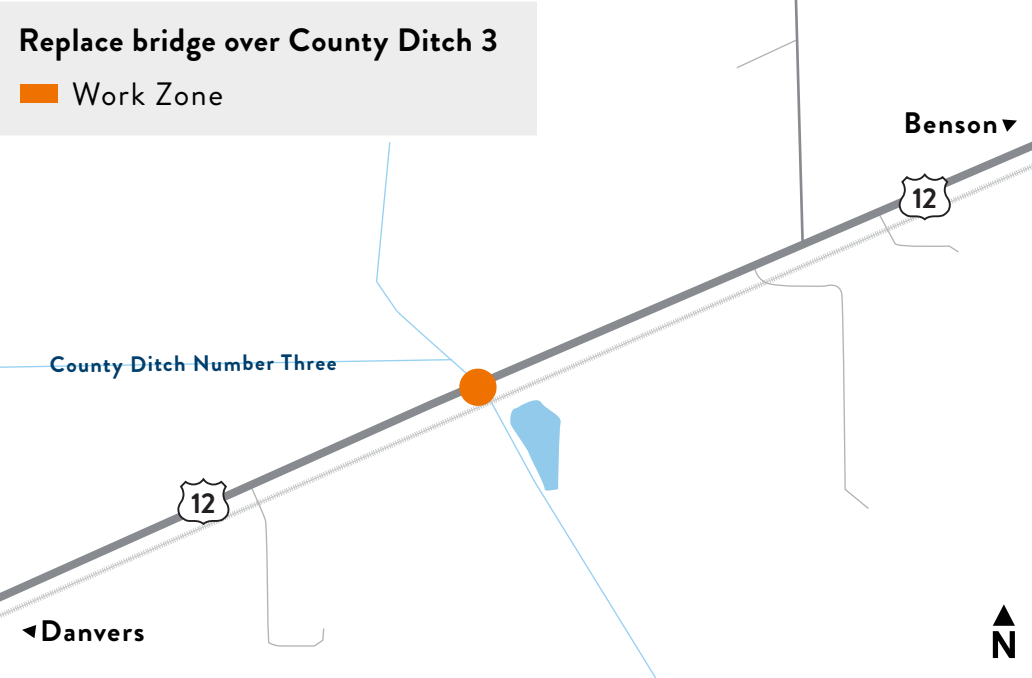 Replace bridge over County Ditch 3
Work Zone
Benson
12
County Ditch Number Three
12
Danvers
N